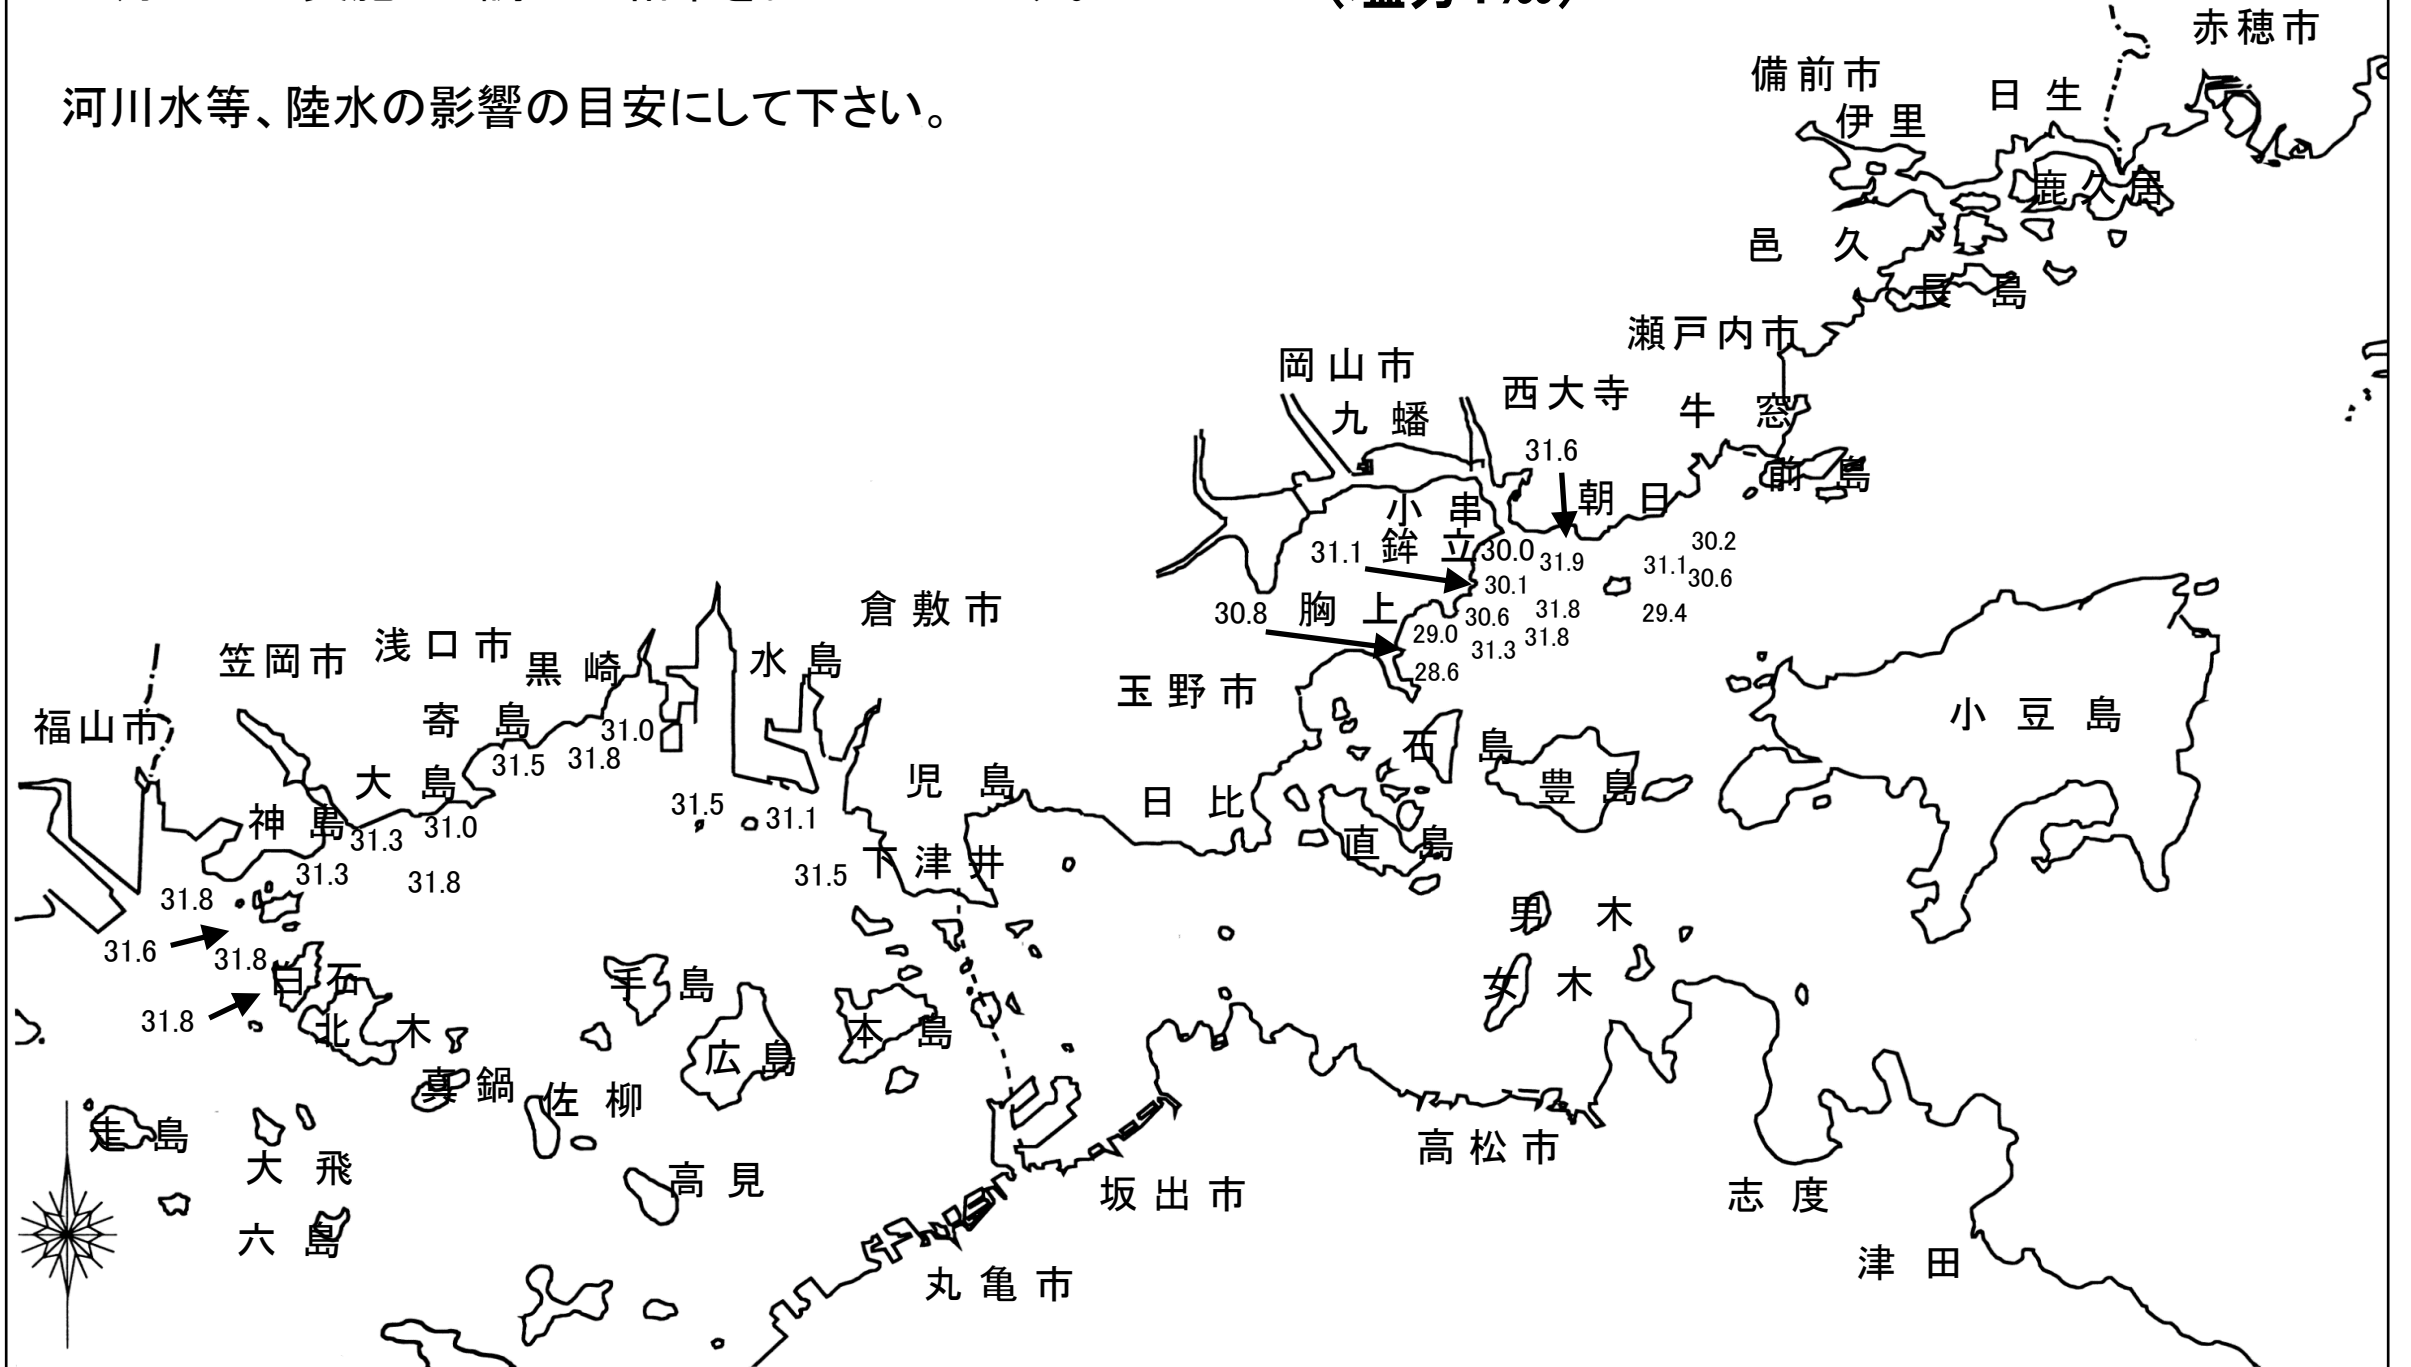 (塩分:‰)
赤穂市
備前市
日生
伊里
河川水等、陸水の影響の目安にして下さい。
鹿久居
邑久
長島
瀬戸内市
岡山市
西大寺
九蟠
牛窓
31.6
前島
朝日
小串
30.2
31.1
鉾立
30.0
31.9
31.1
30.6
30.1
30.8
胸上
30.6
31.8
29.4
29.0
31.8
31.3
28.6
倉敷市
笠岡市
浅口市
黒崎
水島
玉野市
福山市
寄島
31.0
31.5
31.8
石島
小豆島
大島
児島
日比
豊島
31.5
31.1
神島
31.3
31.0
直島
下津井
31.3
31.8
31.5
31.8
男木
31.6
31.8
白石
手島
女木
31.8
北木
広島
本島
真鍋
佐柳
走島
高松市
大飛
高見
坂出市
志度
六島
津田
丸亀市